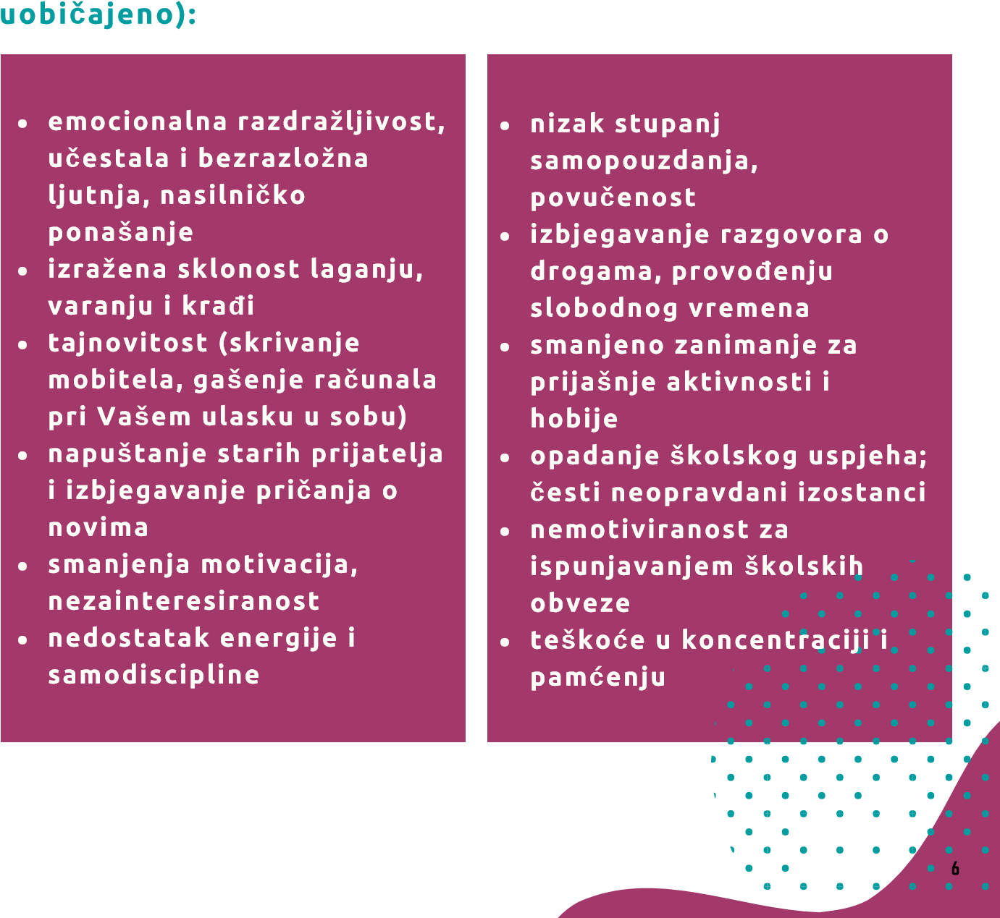 uobičajeno):
• emocionalna razdražljivost,
učestala i bezrazložna
ljutnja, nasilničko
ponašanje
• izražena sklonost laganju,
varanju i krađi
• tajnovitost (skrivanje
mobitela, gašenje računala
pri Vašem ulasku u sobu)
• napuštanje starih prijatelja
i izbjegavanje pričanja o
novima
• smanjenja motivacija,
nezainteresiranost
• nedostatak energije i
samodiscipline
• nizak stupanj
samopouzdanja,
povučenost
• izbjegavanje razgovora o
drogama, provođenju
slobodnog vremena
• smanjeno zanimanje za
prijašnje aktivnosti i
hobije
• opadanje školskog uspjeha;
česti neopravdani izostanci
• nemotiviranost za
ispunjavanjem školskih
obveze
• teškoće u koncentraciji i
pamćenju
6